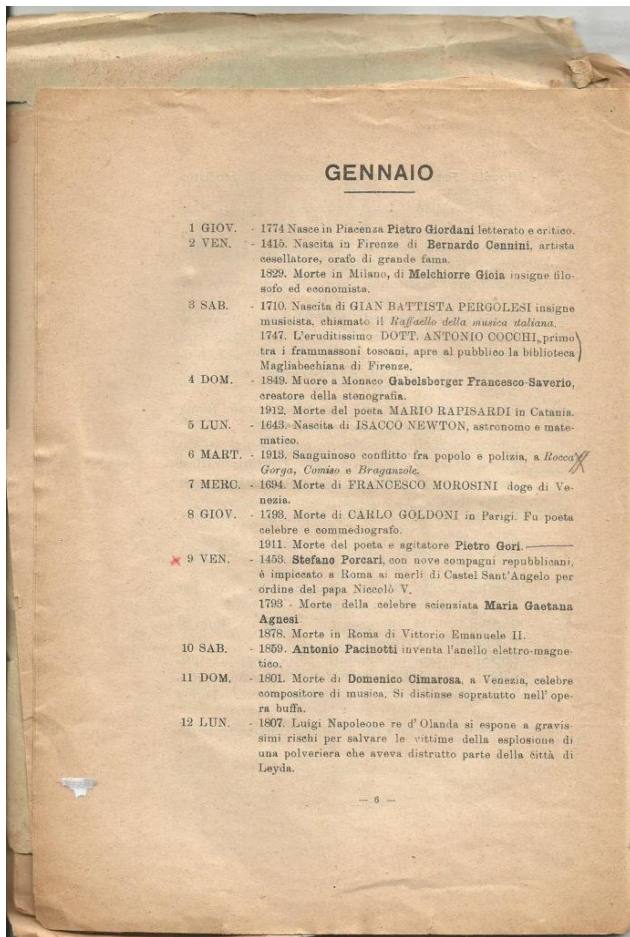 GENNAIO
1 GIOV. - 1774 Nasce in Piacenza Pietro Giordani letterato e critico.
2 VEN. - 1415. Nascita in Firenze di Bernardo Cennini, artista
cesellatore, orafo di grande fama.
1829. Morte in Milano, di Melchiorre Gioia insigne filo-
sofo ed economista.
3 SAB. - 1710. Nascita di GIAN BATTISTA PERGOLESI insigne
musicista, chiamato il Raffaello della musica italiana.
1747. L'eruditissimo DOTT. ANTONIO COCCHI, primo
tra i frammassoni toscani, apre al pubblico la biblioteca
Magliabechiana di Firenze.
4 DOM. - 1849. Muore a Monaco Gabelsberger Francesco-Saverio,
creatore della stenografia.
1912. Morte del poeta MARIO RAPISARDI in Catania.
5 LUN. - 1643. Nascita di ISACCO NEWTON, astronomo e mate-
matico.
6 MART. - 1913. Sanguinoso conflitto fra popolo e polizia, a Rocca
Gorga, Comiso e Braganzole.
7 MERC. - 1694. Morte di FRANCESCO MOROSINI doge di Ve-
nezia.
8 GIOV. - 1793. Morte di CARLO GOLDONI in Parigi. Fu poeta
celebre e commediografo.
1911. Morte del poeta e agitatore Pietro Gori.
9 VEN. - 1453. Stefano Porcari, con nove compagni repubblicani,
è impiccato a Roma ai merli di Castel Sant'Angelo per
ordine del papa Niccolò V.
1793 - Morte della celebre scienziata Maria Gaetana
Agnesi
1878. Morte in Roma di Vittorio Emanuele II.
10 SAB. - 1859. Antonio Pacinotti inventa l'anello elettro-magne-
tico.
11 DOM. - 1801. Morte di Domenico Cimarosa, a Venezia, celebre
compositore di musica. Si distinse sopratutto nell' ope-
ra buffa.
12 LUN. - 1807. Luigi Napoleone re d' Olanda si espone a gravis-
simi rischi per salvare le vittime della esplosione di
una polveriera che aveva distrutto parte della città di
Leyda.
— 6 —